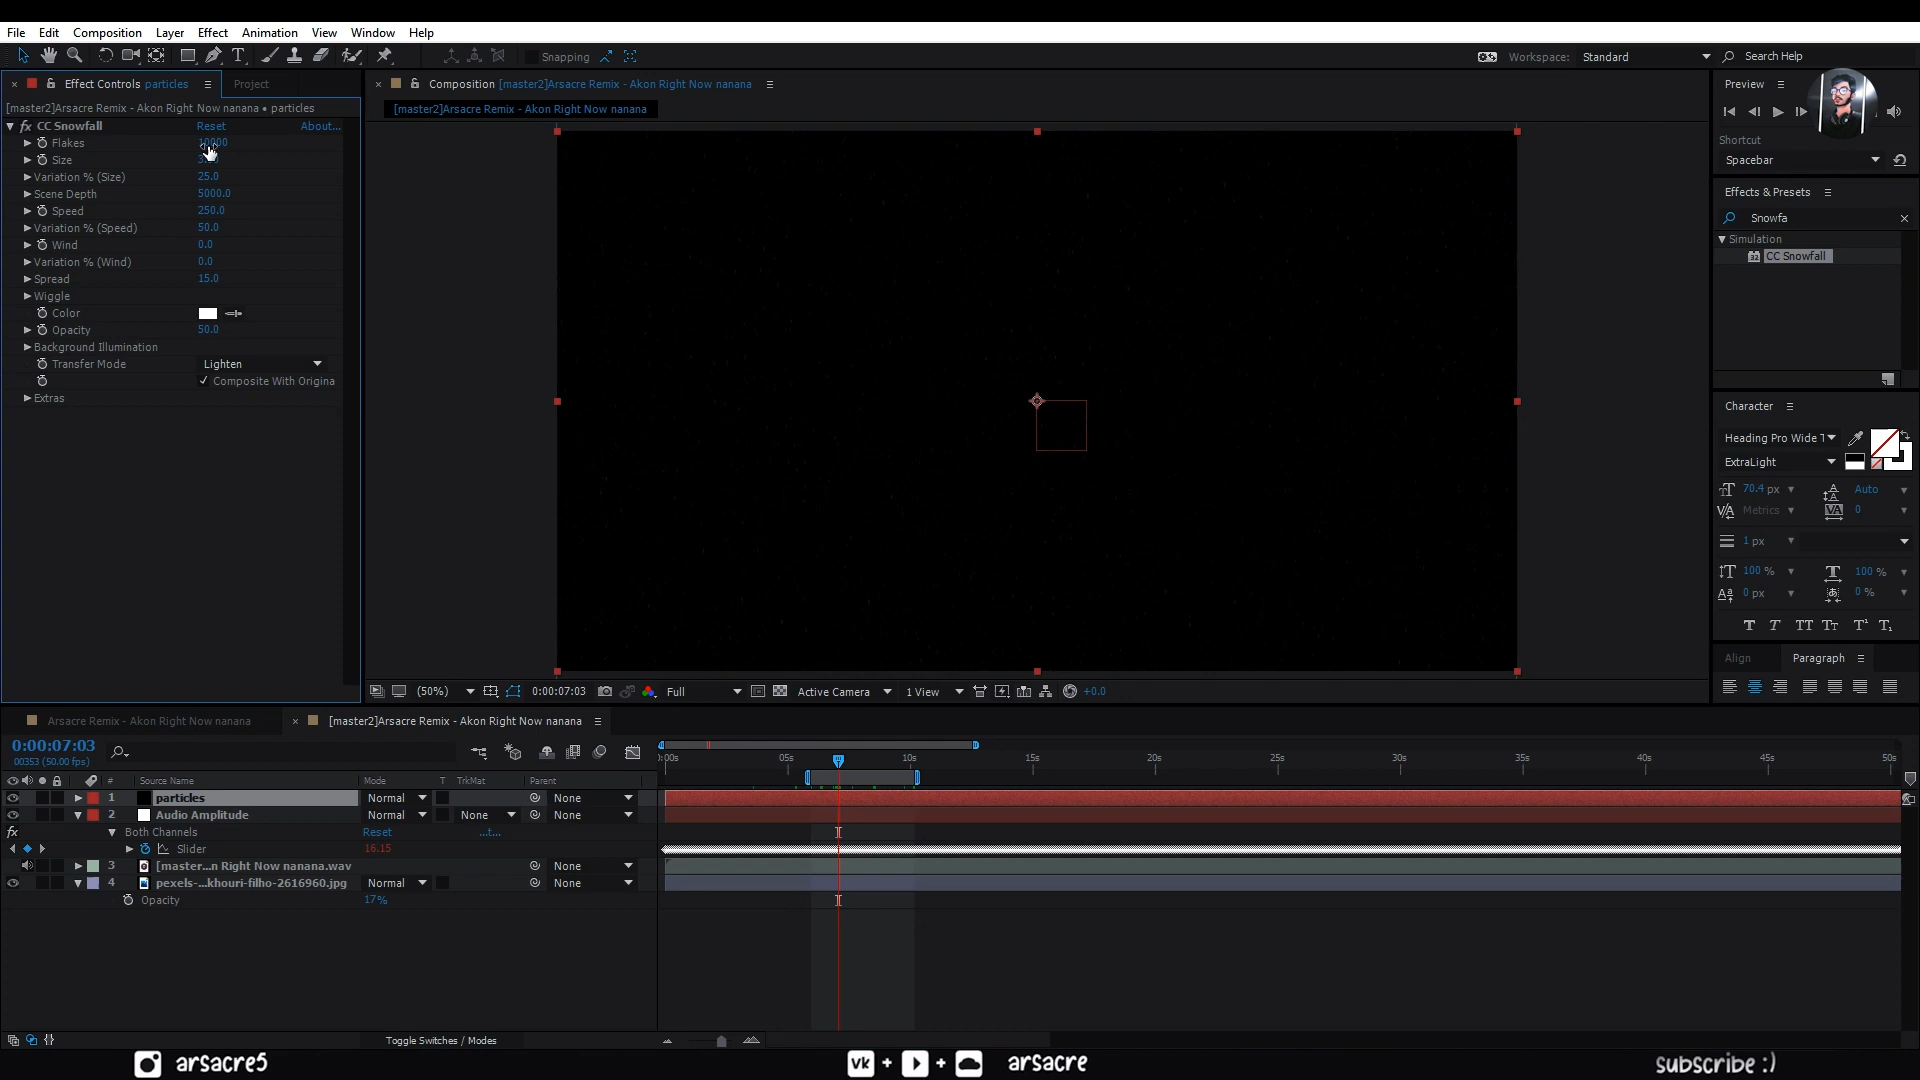 File Edit Composition Layer Effect Animation View Window Help
Snapping
Workspace: Standard
Search Help
Effect Controls particles
Project
[master2]Arsacre Remix - Akon Right Now nanana • particles
CC Snowfall Reset About...
Flakes 10000
Size
Variation % (Size) 25.0
Scene Depth 5000.0
Speed 250.0
Variation % (Speed) 50.0
Wind 0.0
Variation % (Wind) 0.0
Spread 15.0
Wiggle
Color
Opacity 50.0
Background Illumination
Transfer Mode Lighten
Composite With Origina
Extras
Composition [master2]Arsacre Remix - Akon Right Now nanana
[master2]Arsacre Remix - Akon Right Now nanana
(50%) 0:00:07:03 Full Active Camera 1 View +0.0
Preview
Shortcut
Spacebar
Effects & Presets
Snowfa
Simulation
CC Snowfall
Character
Heading Pro Wide T
ExtraLight
70.4 px Auto
Metrics 0
1 px
100 % 100 %
0 px 0 %
Align Paragraph
Arsacre Remix - Akon Right Now nanana
[master2]Arsacre Remix - Akon Right Now nanana
0:00:07:03
00353 (50.00 fps)
# Source Name Mode T TrkMat Parent
:00s 05s 10s 15s 20s 25s 30s 35s 40s 45s 50s
1 particles Normal None
2 Audio Amplitude Normal None None
Both Channels Reset ...t...
Slider 16.15
3 [master...n Right Now nanana.wav None
4 pexels-...khouri-filho-2616960.jpg Normal None
Opacity 17%
Toggle Switches / Modes
arsacre5
vk + + arsacre
subscribe :)